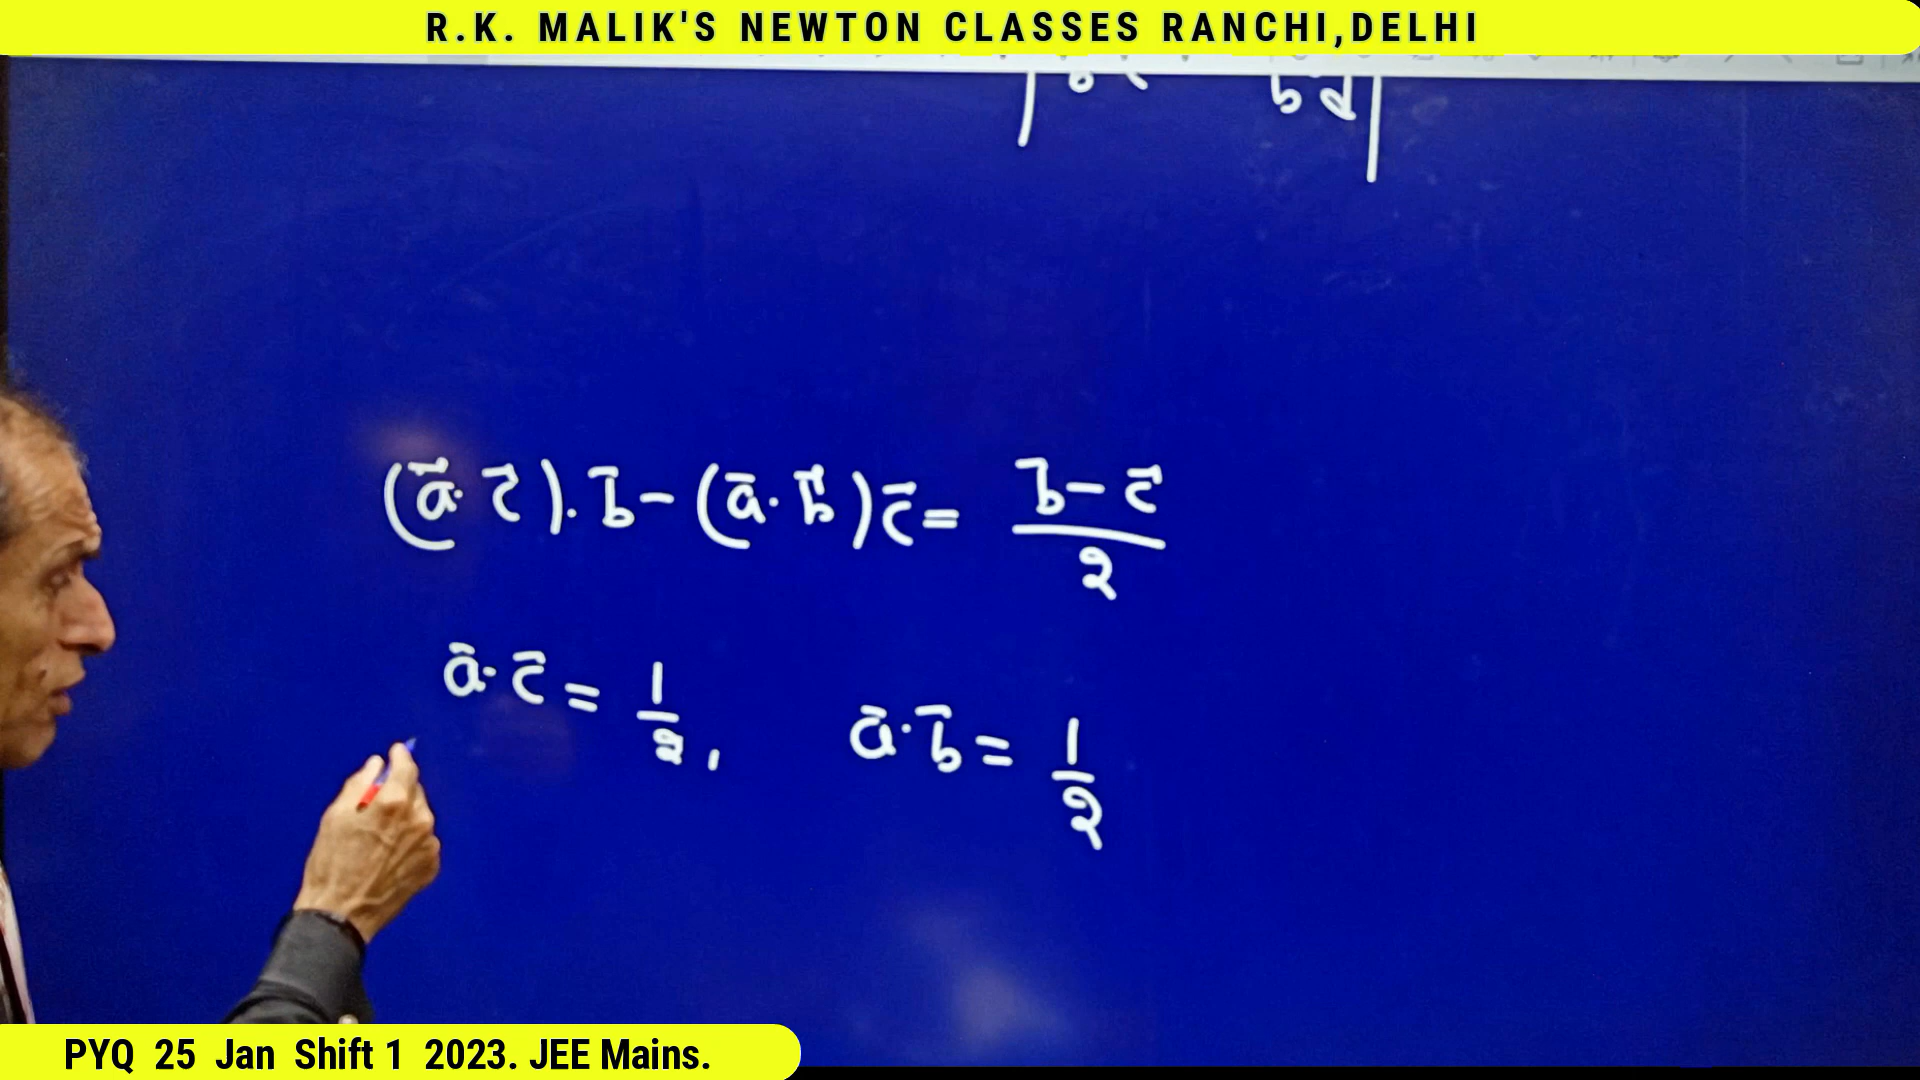 R.K. MALIK'S NEWTON CLASSES RANCHI,DELHI
b c b d
(a⃗. c̄). b̄ - (ā. b⃗) c̄ = b̄ - c̄ / 2
ā. c̄ = 1/2, ā. b̄ = 1/2
PYQ 25 Jan Shift 1 2023. JEE Mains.